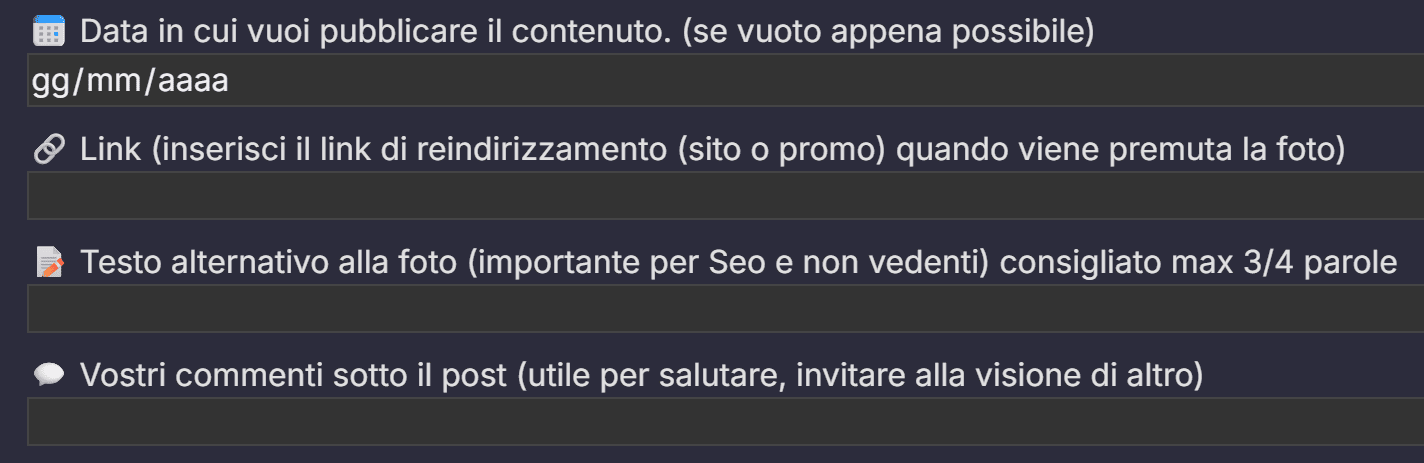 Data in cui vuoi pubblicare il contenuto. (se vuoto appena possibile)
gg/mm/aaaa
Link (inserisci il link di reindirizzamento (sito o promo) quando viene premuta la foto)
Testo alternativo alla foto (importante per Seo e non vedenti) consigliato max 3/4 parole
Vostri commenti sotto il post (utile per salutare, invitare alla visione di altro)